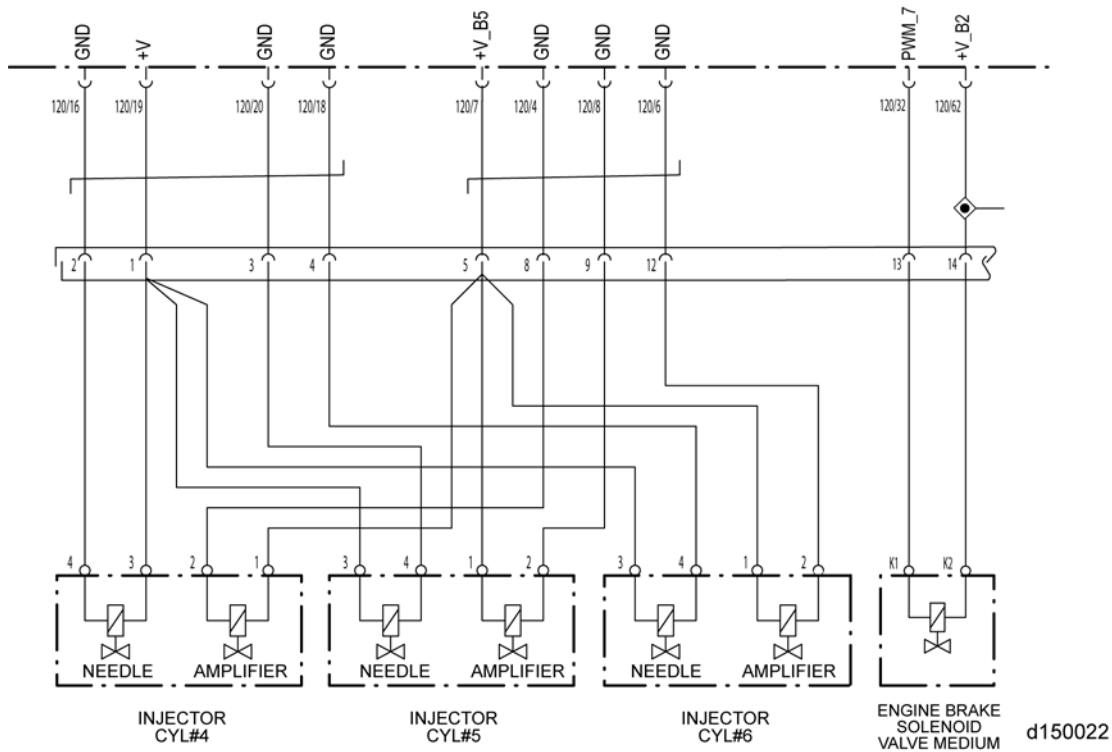 GND +V GND GND +V_B5 GND GND GND PWM_7 +V_B2
120/16 120/19 120/20 120/18 120/7 120/4 120/8 120/6 120/32 120/62
2 1 3 4 5 8 9 12 13 14
4 3 2 1 3 4 1 2 3 4 1 2 K1 K2
NEEDLE AMPLIFIER NEEDLE AMPLIFIER NEEDLE AMPLIFIER
INJECTOR
CYL#4
INJECTOR
CYL#5
INJECTOR
CYL#6
ENGINE BRAKE
SOLENOID
VALVE MEDIUM
d150022